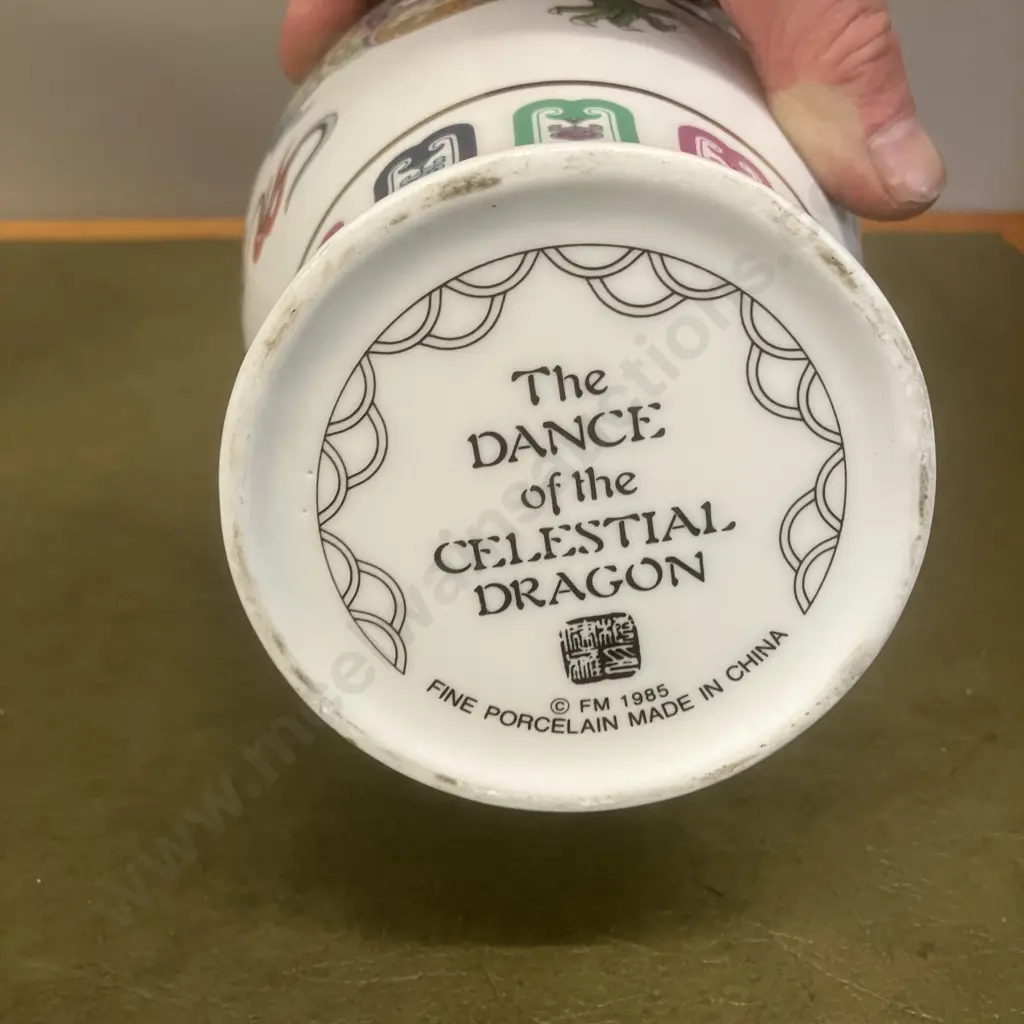 The
DANCE
of the
CELESTIAL
DRAGON
© FM 1985
FINE PORCELAIN MADE IN CHINA